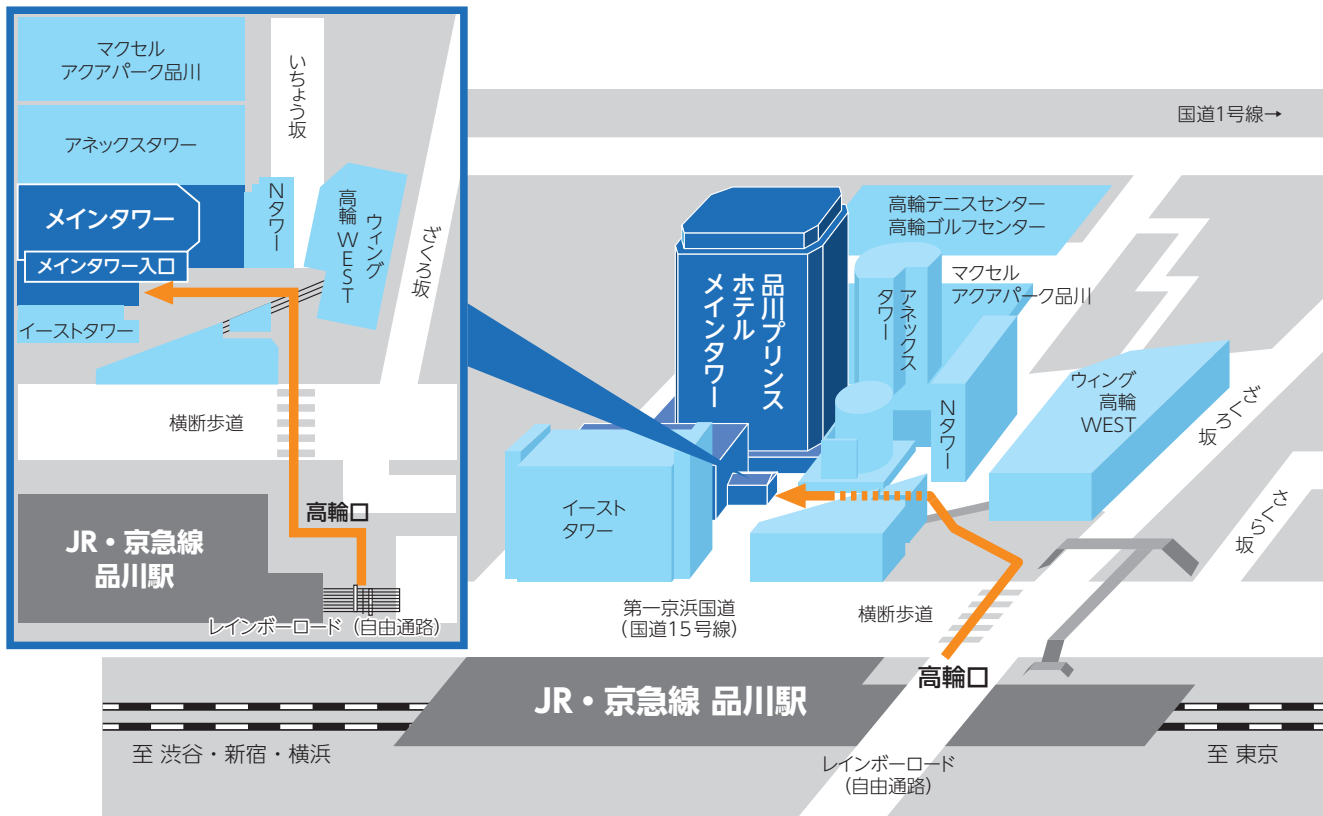 マクセル
アクアパーク品川
いちょう坂
アネックスタワー
メインタワー
Nタワー
ウィング
高輪WEST
ざくろ坂
メインタワー入口
イーストタワー
横断歩道
高輪口
JR・京急線
品川駅
レインボーロード（自由通路）
国道1号線→
高輪テニスセンター
高輪ゴルフセンター
品川プリンス
ホテル
メインタワー
アネックス
タワー
マクセル
アクアパーク品川
Nタワー
ウィング
高輪
WEST
ざくろ坂
さくら坂
イースト
タワー
第一京浜国道
（国道15号線）
横断歩道
高輪口
JR・京急線 品川駅
至 渋谷・新宿・横浜
至 東京
レインボーロード
（自由通路）